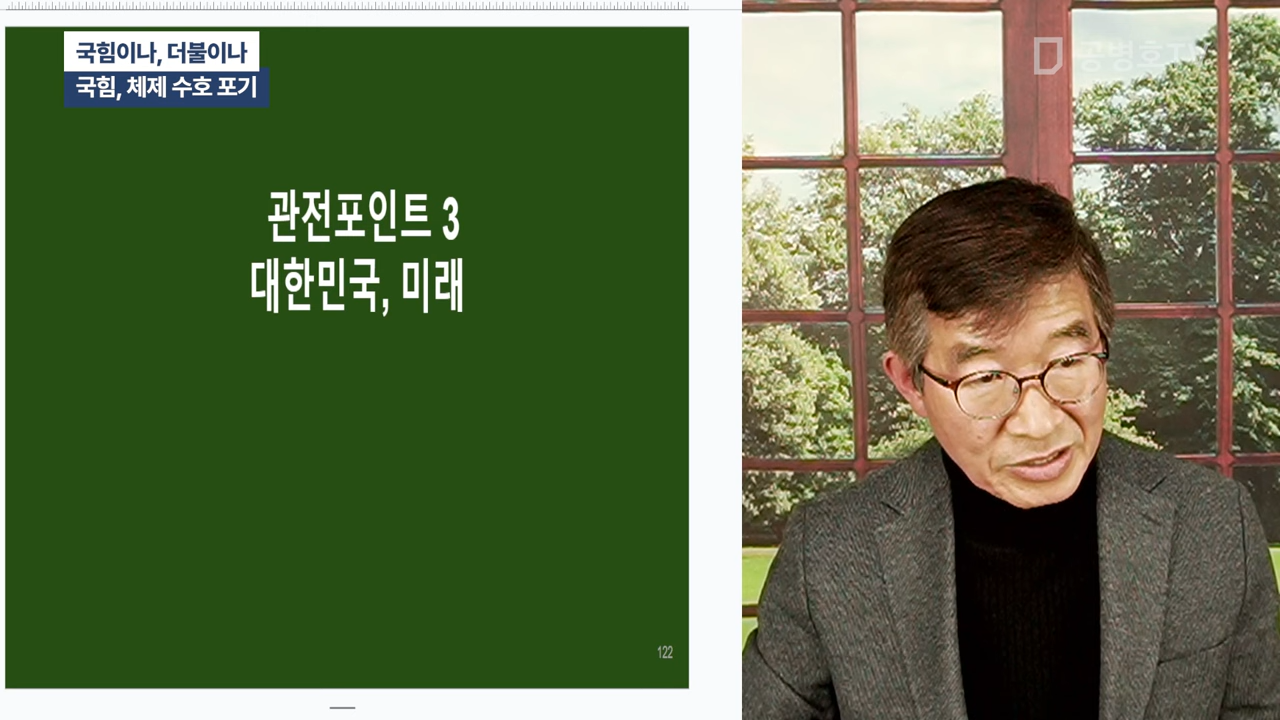 국힘이나, 더불이나
국힘, 체제 수호 포기
관전포인트 3
대한민국, 미래
122
공병호TV